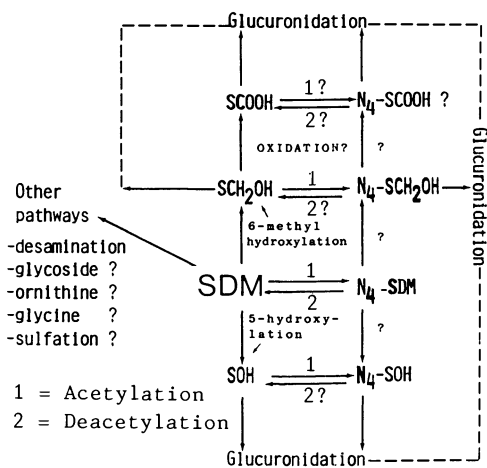 Glucuronidation
SCOOH 1? 2? N4-SCOOH ?
OXIDATION? ?
SCH2OH 1 2? N4-SCH2OH
Glucuronidation
6-methyl
hydroxylation
?
Other
pathways
-desamination
-glycoside ?
-ornithine ?
-glycine ?
-sulfation ?
SDM 1 2 N4-SDM
5-hydroxy-
lation
?
SOH 1 2? N4-SOH
1 = Acetylation
2 = Deacetylation
Glucuronidation